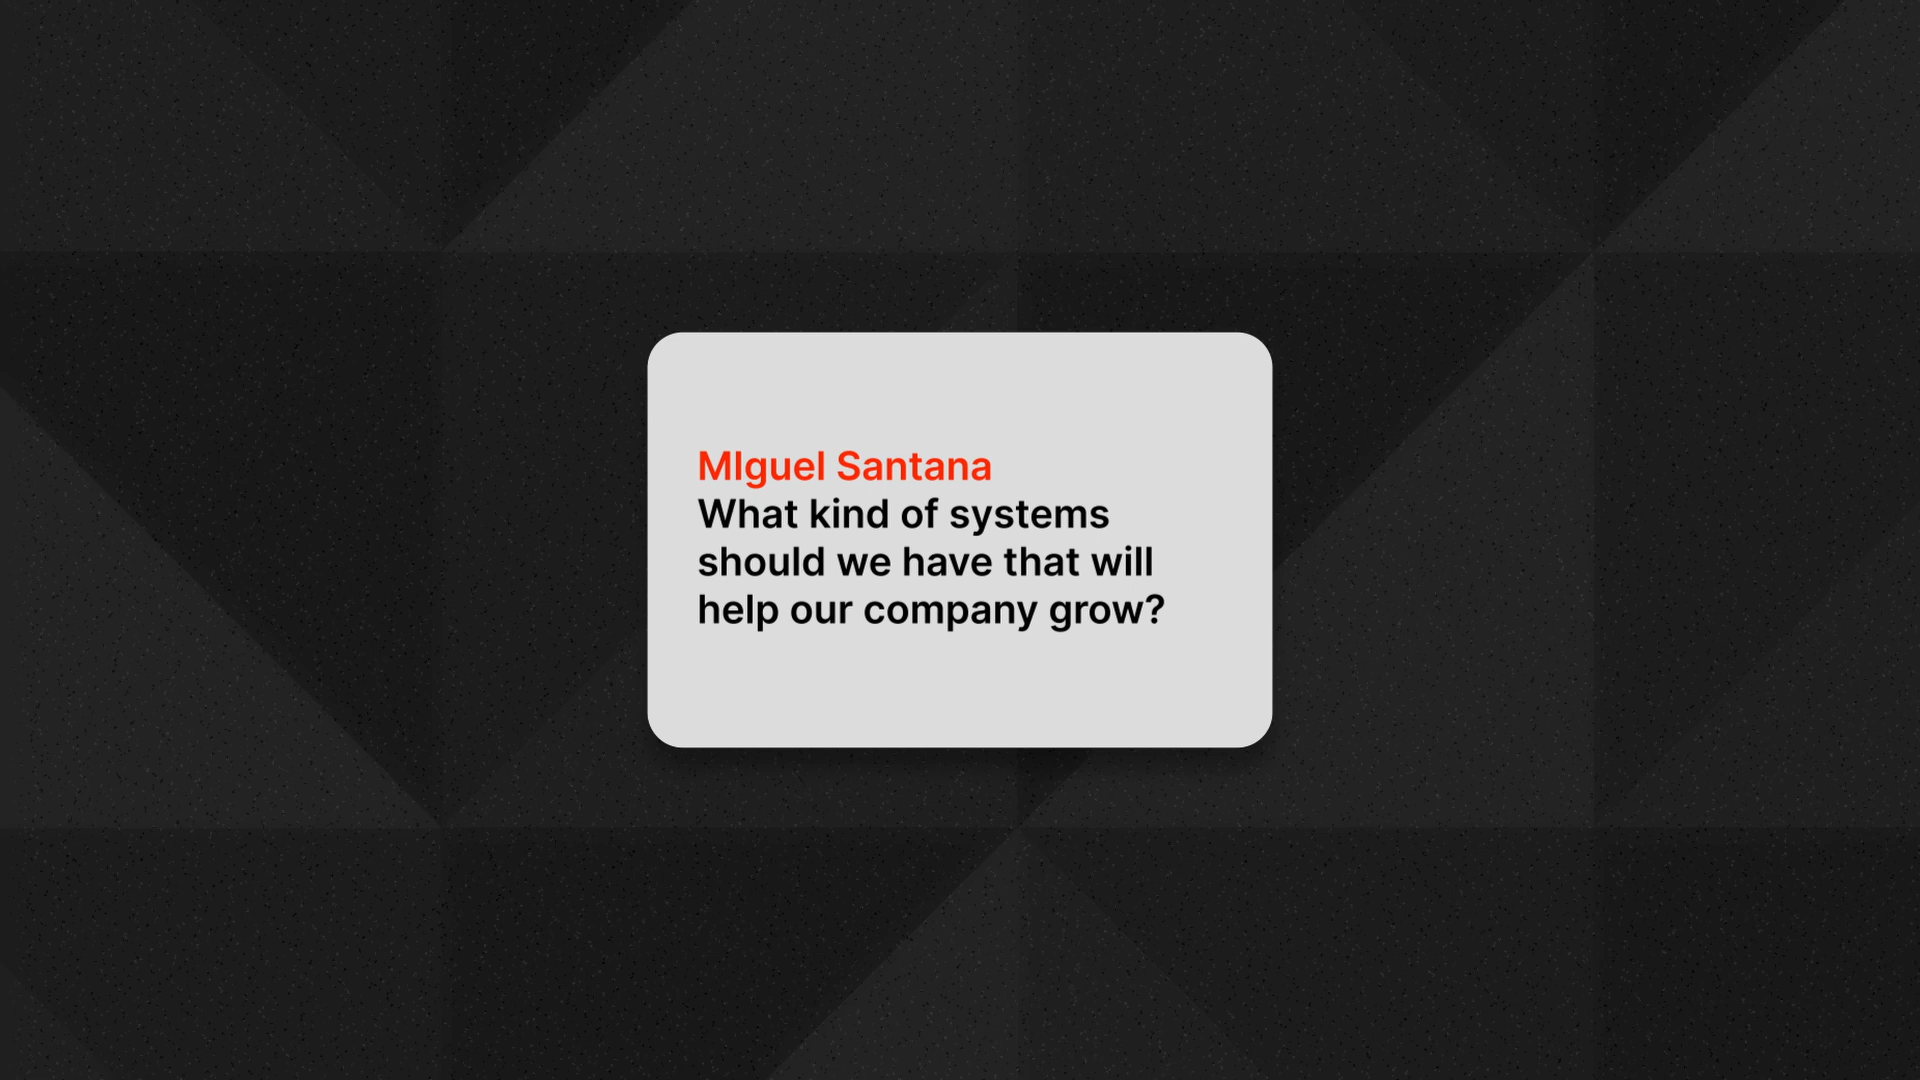 MIguel Santana
What kind of systems
should we have that will
help our company grow?